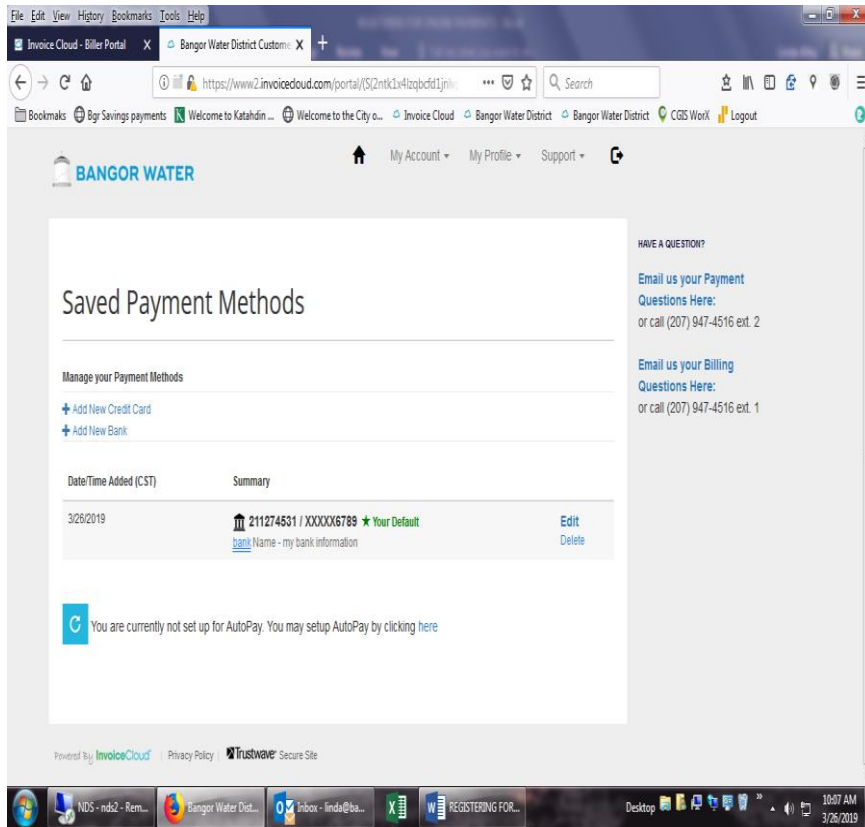 File Edit View History Bookmarks Tools Help
Invoice Cloud - Biller Portal X Bangor Water District Custome X +
https://www2.invoicecloud.com/portal/(S(2ntk1x4lzqbcfd1jnh ... Search
Bookmaks Bgr Savings payments Welcome to Katahdin ... Welcome to the City o... Invoice Cloud Bangor Water District Bangor Water District CGIS WorX Logout
BANGOR WATER
My Account My Profile Support
HAVE A QUESTION?
Email us your Payment
Questions Here:
or call (207) 947-4516 ext. 2
Email us your Billing
Questions Here:
or call (207) 947-4516 ext. 1
Saved Payment Methods
Manage your Payment Methods
+ Add New Credit Card
+ Add New Bank
Date/Time Added (CST) Summary
3/26/2019 211274531 / XXXXX6789 ★ Your Default Edit
bank Name - my bank information Delete
You are currently not set up for AutoPay. You may setup AutoPay by clicking here
Powered By InvoiceCloud | Privacy Policy | Trustwave Secure Site
NDS - nds2 - Rem... Bangor Water Dist... Inbox - linda@ba... REGISTERING FOR... Desktop » 10:07 AM
3/26/2019